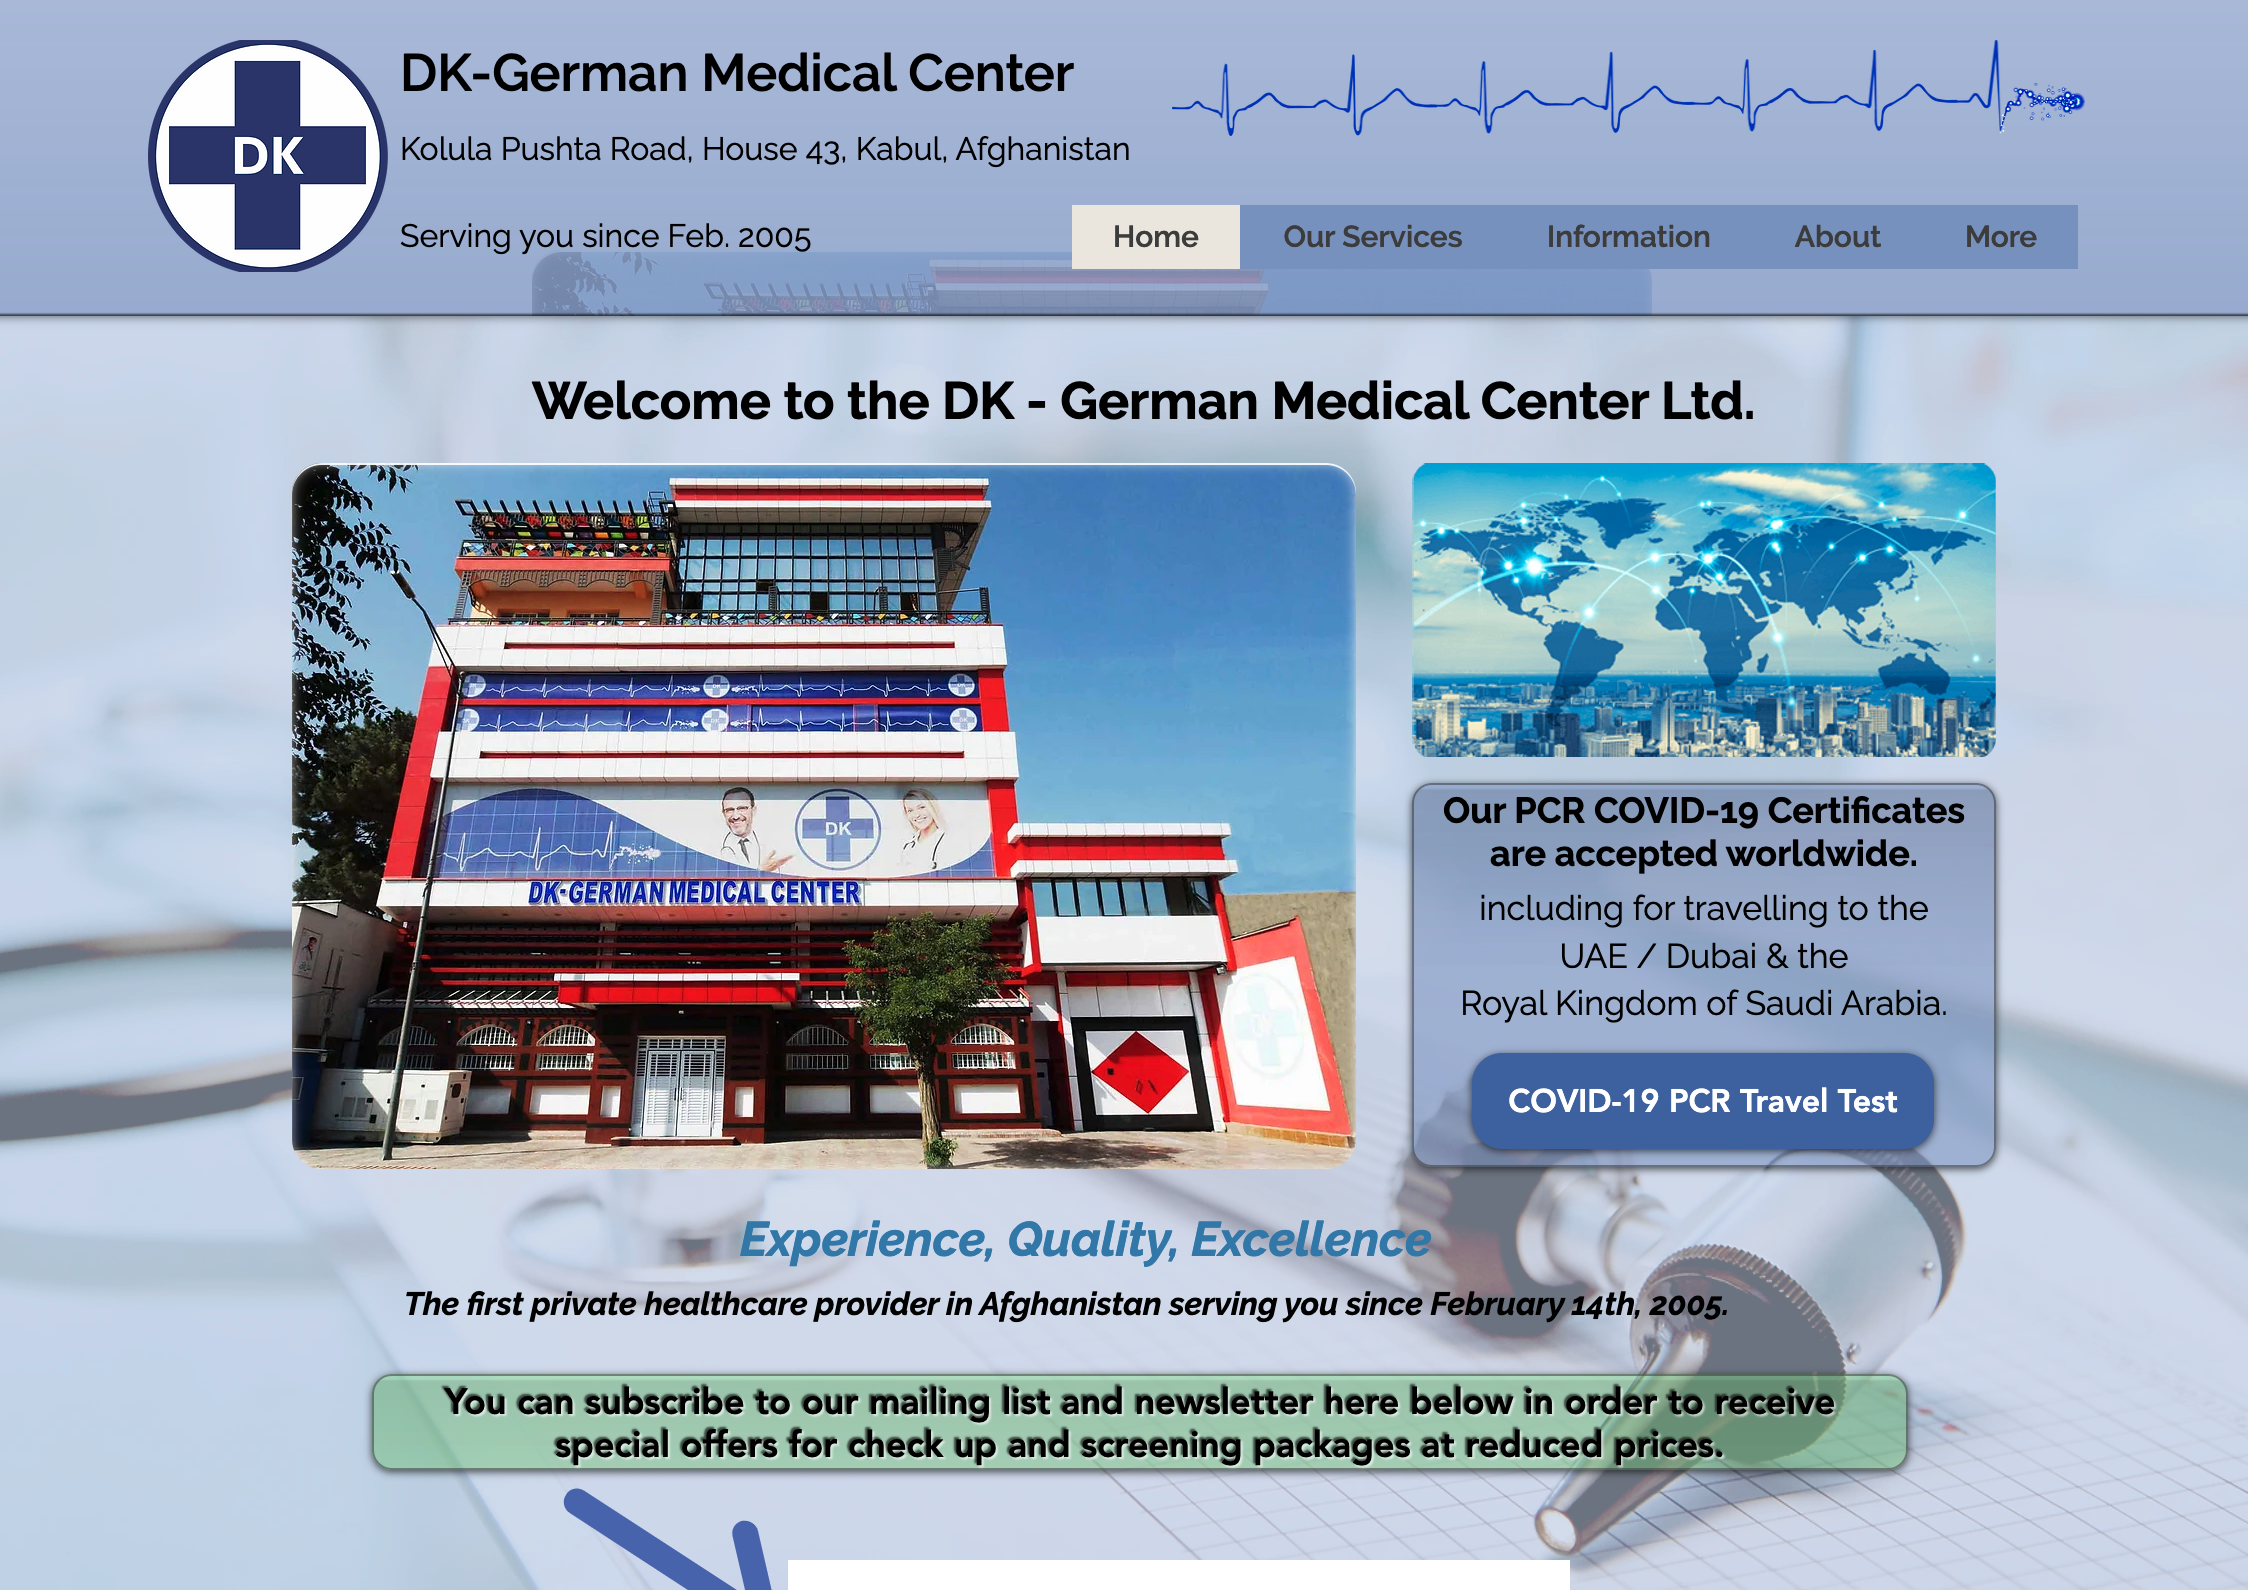 DK
DK-German Medical Center
Kolula Pushta Road, House 43, Kabul, Afghanistan
Serving you since Feb. 2005
Home
Our Services
Information
About
More
Welcome to the DK - German Medical Center Ltd.
DK
DK-GERMAN MEDICAL CENTER
Our PCR COVID-19 Certificates
are accepted worldwide.
including for travelling to the
UAE / Dubai & the
Royal Kingdom of Saudi Arabia.
COVID-19 PCR Travel Test
Experience, Quality, Excellence
The first private healthcare provider in Afghanistan serving you since February 14th, 2005.
You can subscribe to our mailing list and newsletter here below in order to receive
special offers for check up and screening packages at reduced prices.